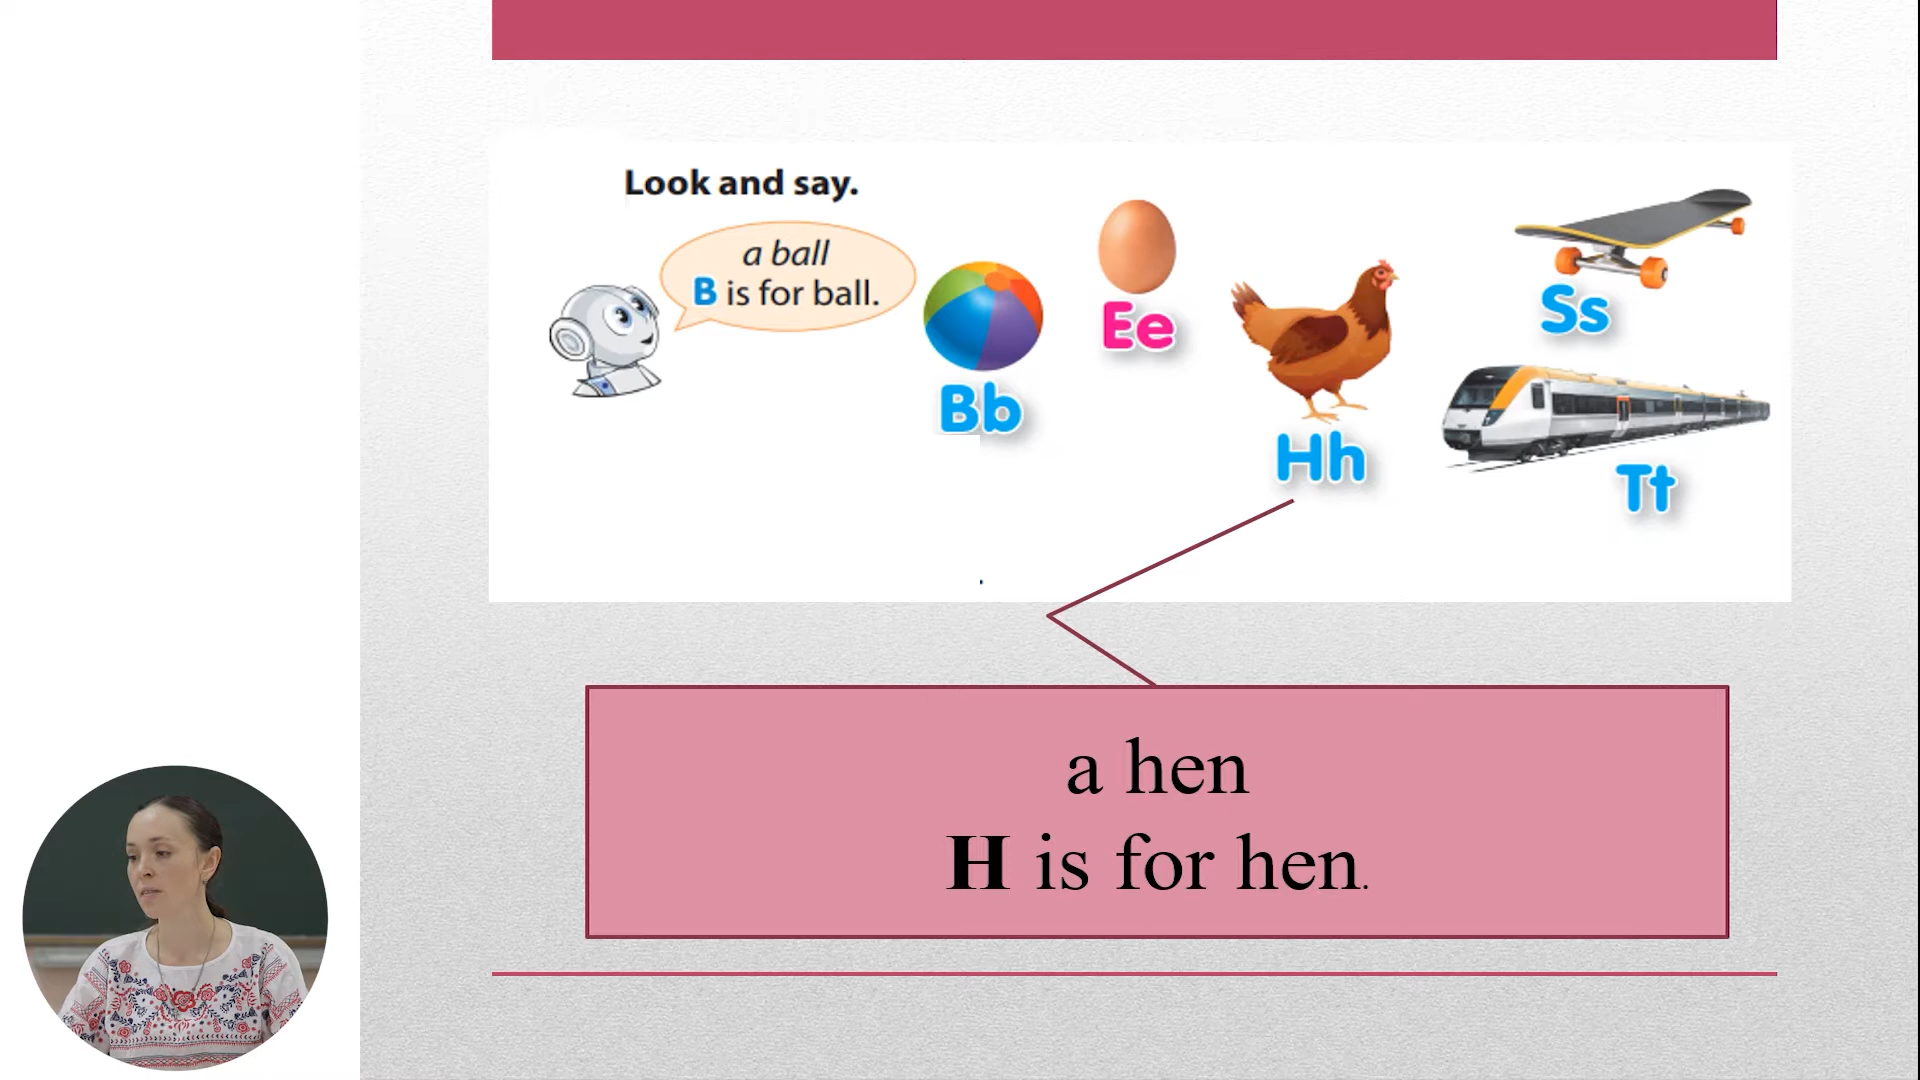 Look and say.
a ball
B is for ball.
Bb
Ee
Hh
Ss
Tt
a hen
H is for hen.